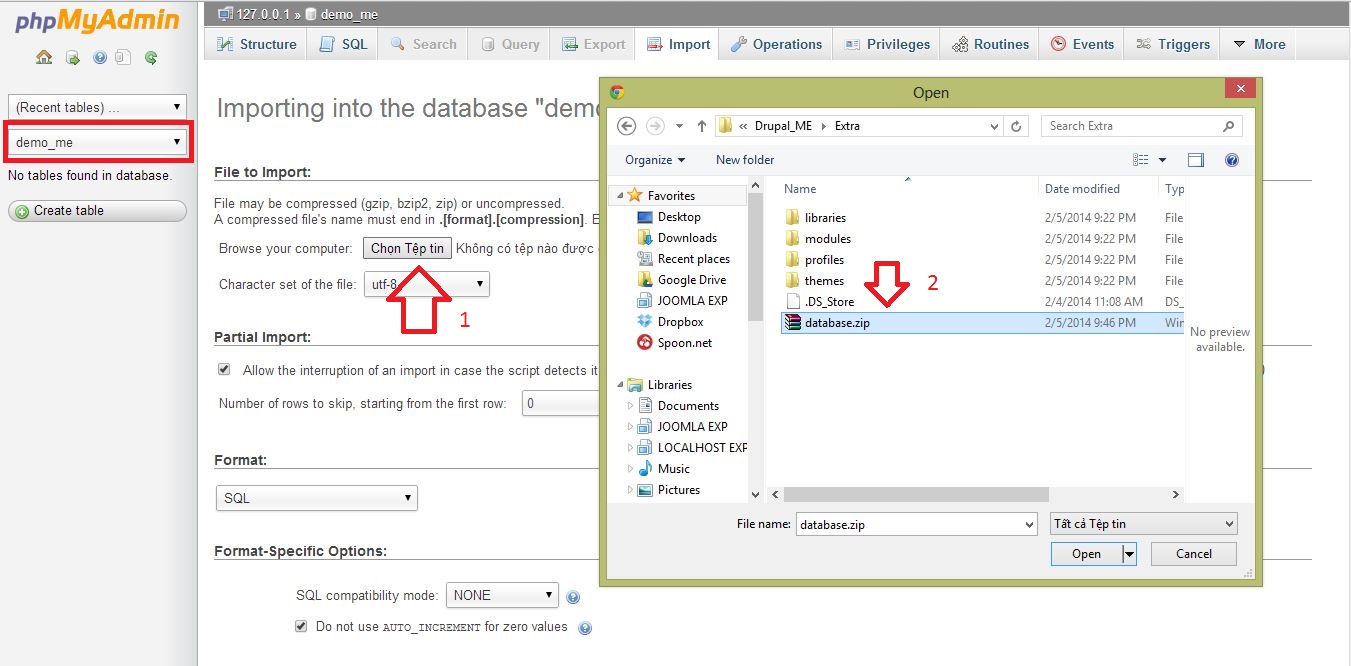 phpMyAdmin
(Recent tables) ...
demo_me
No tables found in database.
Create table
127.0.0.1 » demo_me
Structure SQL Search Query Export Import Operations Privileges Routines Events Triggers More
Importing into the database "demo
File to Import:
File may be compressed (gzip, bzip2, zip) or uncompressed.
A compressed file's name must end in .[format].[compression]. E
Browse your computer: Chọn Tệp tin Không có tệp nào được
Character set of the file: utf-8
1
Partial Import:
Allow the interruption of an import in case the script detects it
Number of rows to skip, starting from the first row: 0
Format:
SQL
Format-Specific Options:
SQL compatibility mode: NONE
Do not use AUTO_INCREMENT for zero values
Open
« Drupal_ME Extra
Search Extra
Organize New folder
Favorites
Desktop
Downloads
Recent places
Google Drive
JOOMLA EXP
Dropbox
Spoon.net
Libraries
Documents
JOOMLA EXP
LOCALHOST EXP
Music
Pictures
Name Date modified Typ
libraries 2/5/2014 9:22 PM File
modules 2/5/2014 9:22 PM File
profiles 2/5/2014 9:22 PM File
themes 2/5/2014 9:22 PM File
.DS_Store 2/4/2014 11:08 AM DS_
database.zip 2/5/2014 9:46 PM Win
2
No preview
available.
File name: database.zip
Tất cả Tệp tin
Open Cancel